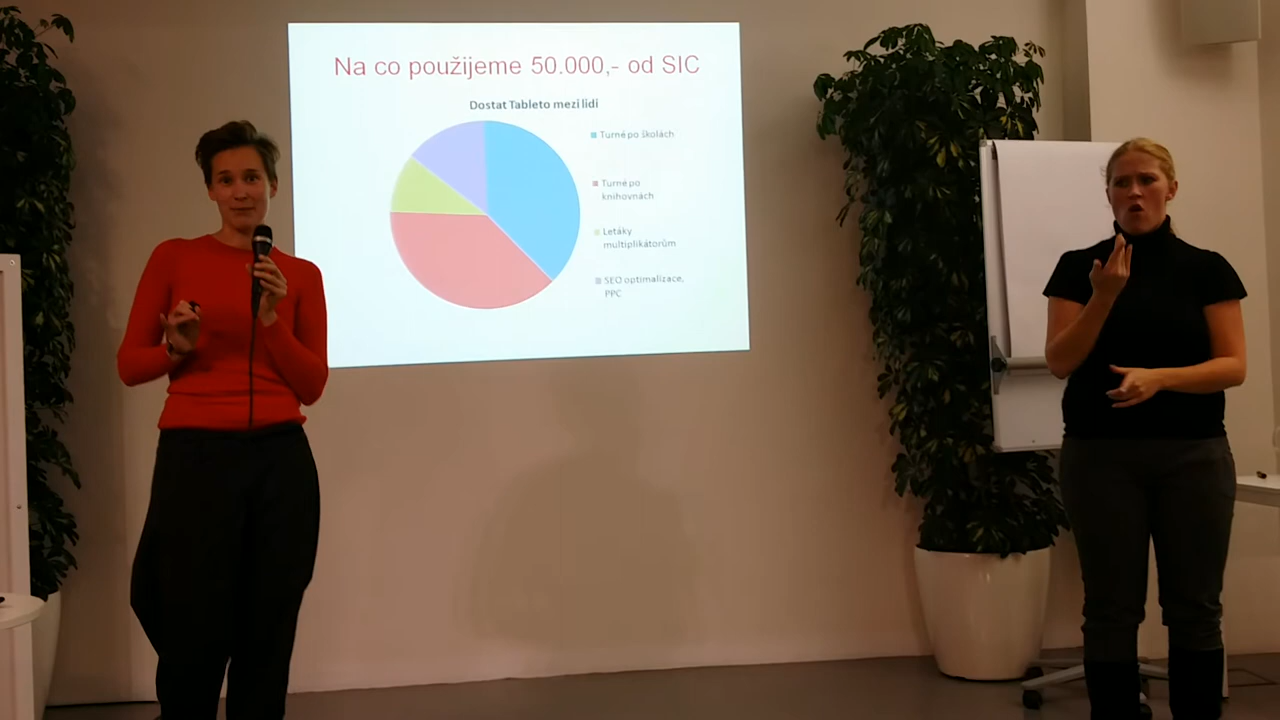 Na co použijeme 50.000,- od SIC
Dostat Tableto mezi lidi
Turné po školách
Turné po
knihovnách
Letáky
multiplikátorům
SEO optimalizace,
PPC